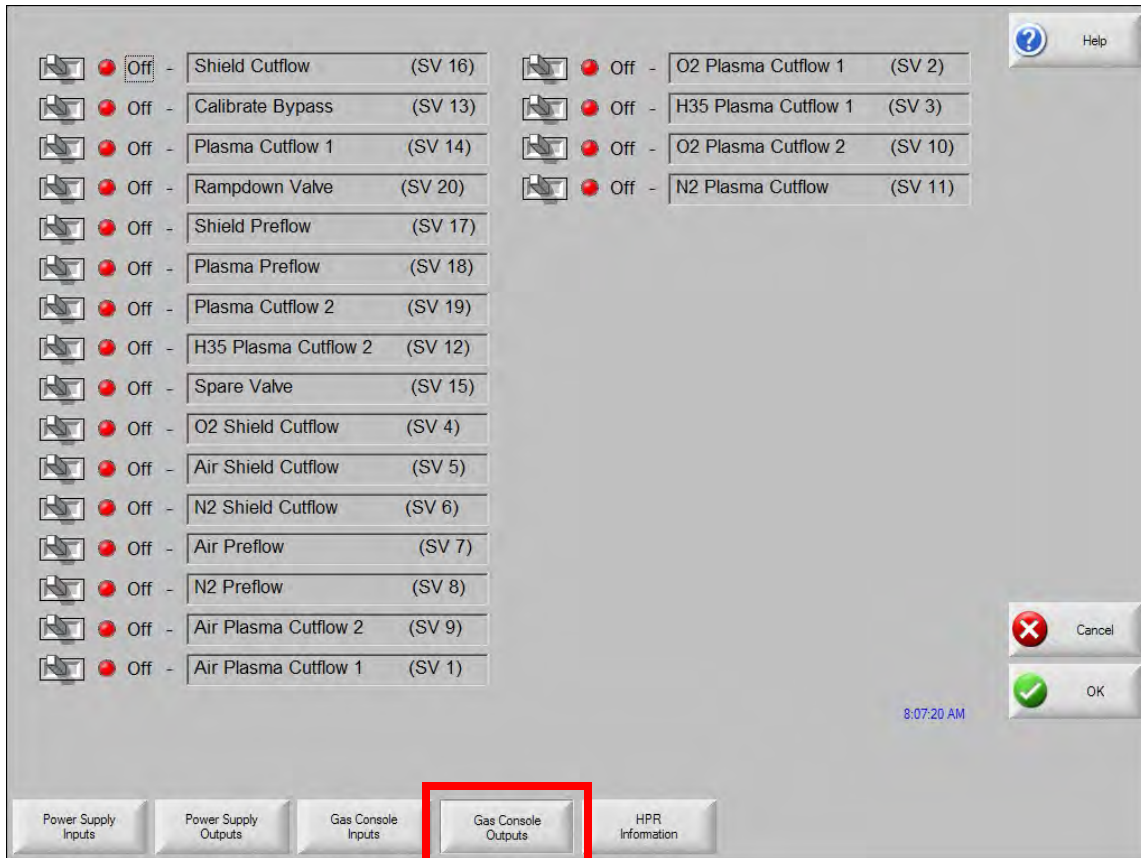 Off - Shield Cutflow (SV 16)
Off - Calibrate Bypass (SV 13)
Off - Plasma Cutflow 1 (SV 14)
Off - Rampdown Valve (SV 20)
Off - Shield Preflow (SV 17)
Off - Plasma Preflow (SV 18)
Off - Plasma Cutflow 2 (SV 19)
Off - H35 Plasma Cutflow 2 (SV 12)
Off - Spare Valve (SV 15)
Off - O2 Shield Cutflow (SV 4)
Off - Air Shield Cutflow (SV 5)
Off - N2 Shield Cutflow (SV 6)
Off - Air Preflow (SV 7)
Off - N2 Preflow (SV 8)
Off - Air Plasma Cutflow 2 (SV 9)
Off - Air Plasma Cutflow 1 (SV 1)
Off - O2 Plasma Cutflow 1 (SV 2)
Off - H35 Plasma Cutflow 1 (SV 3)
Off - O2 Plasma Cutflow 2 (SV 10)
Off - N2 Plasma Cutflow (SV 11)
Help
Cancel
OK
8:07:20 AM
Power Supply
Inputs
Power Supply
Outputs
Gas Console
Inputs
Gas Console
Outputs
HPR
Information